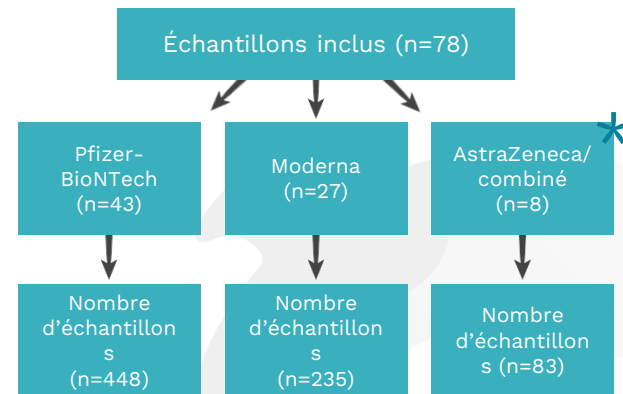 Échantillons inclus (n=78)
*
Pfizer-
BioNTech
(n=43)
Moderna
(n=27)
AstraZeneca/
combiné
(n=8)
Nombre
d’échantillon
s
(n=448)
Nombre
d’échantillon
s
(n=235)
Nombre
d’échantillon
s (n=83)